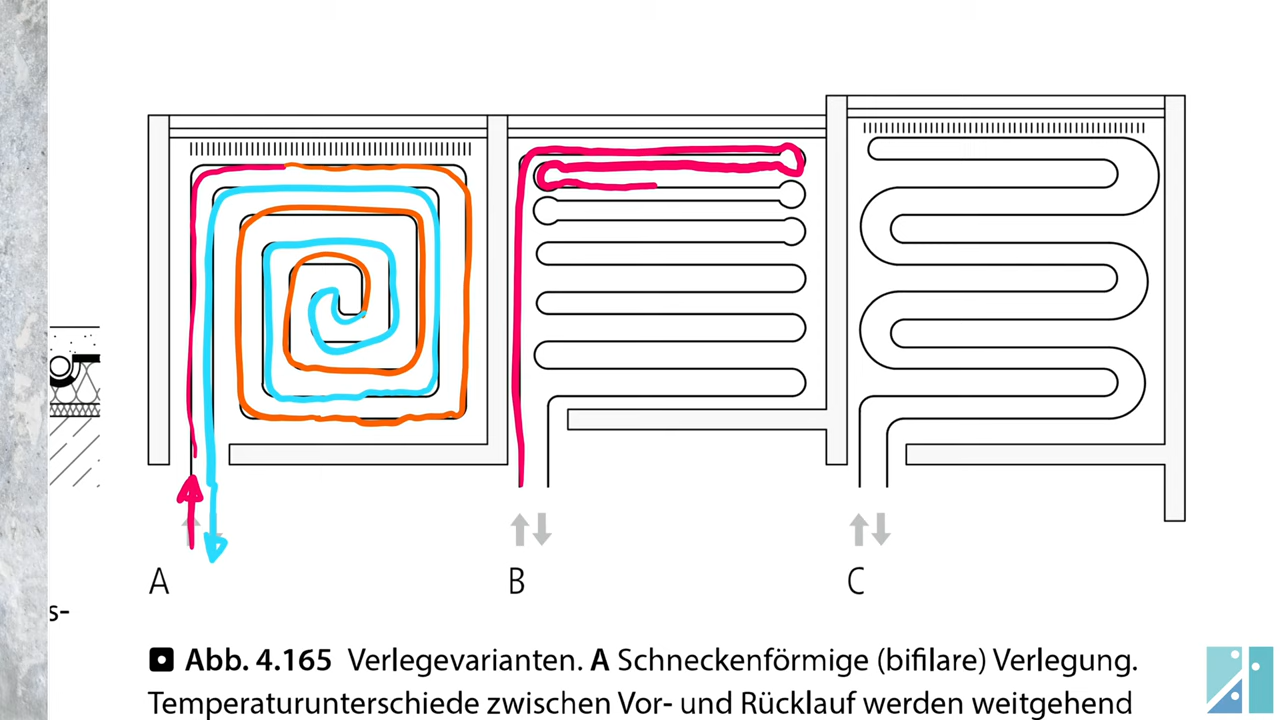 A
B
C
s-
Abb. 4.165 Verlegevarianten. A Schneckenförmige (bifilare) Verlegung.
Temperaturunterschiede zwischen Vor- und Rücklauf werden weitgehend